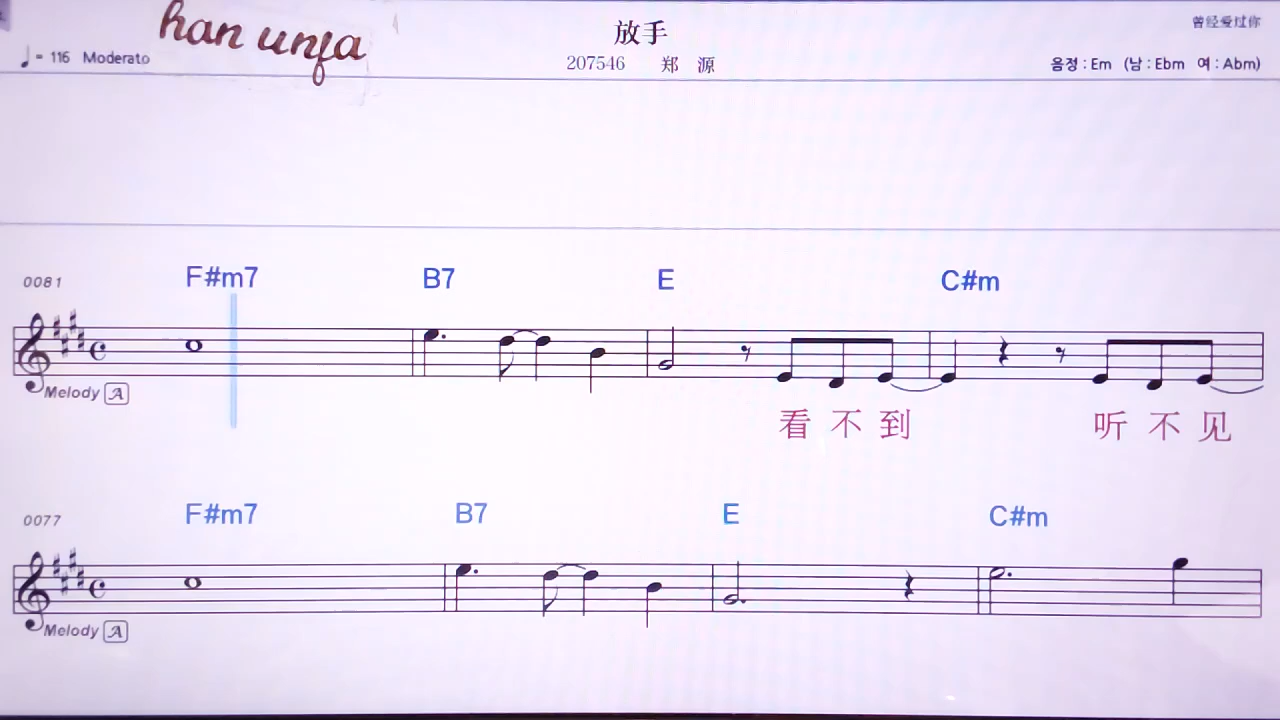 han unja
放手
曾经爱过你
♩= 116 Moderato
207546 郑 源
음정 : Em (남 : Ebm 여 : Abm)
0081 F#m7 B7 E C#m
Melody A
看 不 到 听 不 见
0077 F#m7 B7 E C#m
Melody A